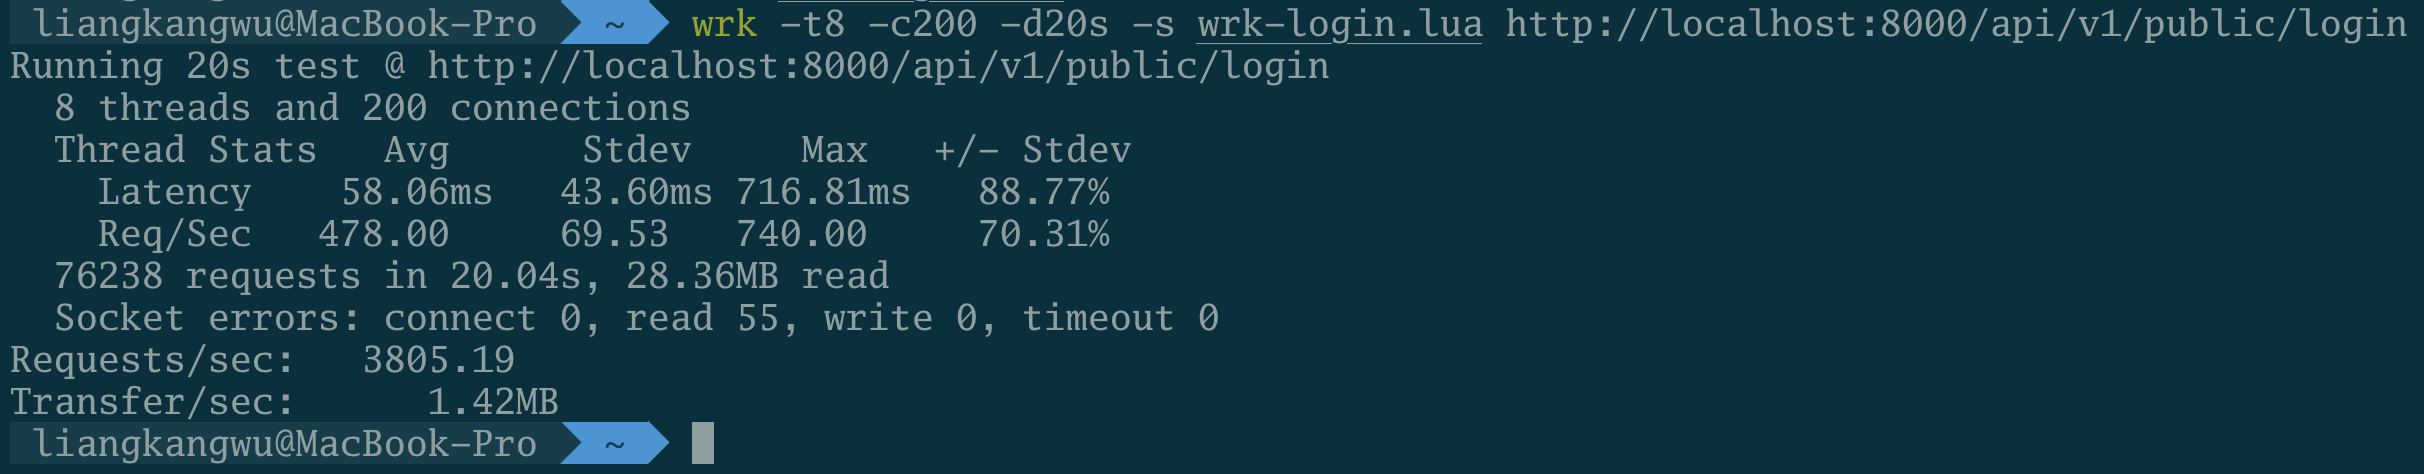 liangkangwu@MacBook-Pro ~ wrk -t8 -c200 -d20s -s wrk-login.lua http://localhost:8000/api/v1/public/login
Running 20s test @ http://localhost:8000/api/v1/public/login
8 threads and 200 connections
Thread Stats Avg Stdev Max +/- Stdev
Latency 58.06ms 43.60ms 716.81ms 88.77%
Req/Sec 478.00 69.53 740.00 70.31%
76238 requests in 20.04s, 28.36MB read
Socket errors: connect 0, read 55, write 0, timeout 0
Requests/sec: 3805.19
Transfer/sec: 1.42MB
liangkangwu@MacBook-Pro ~